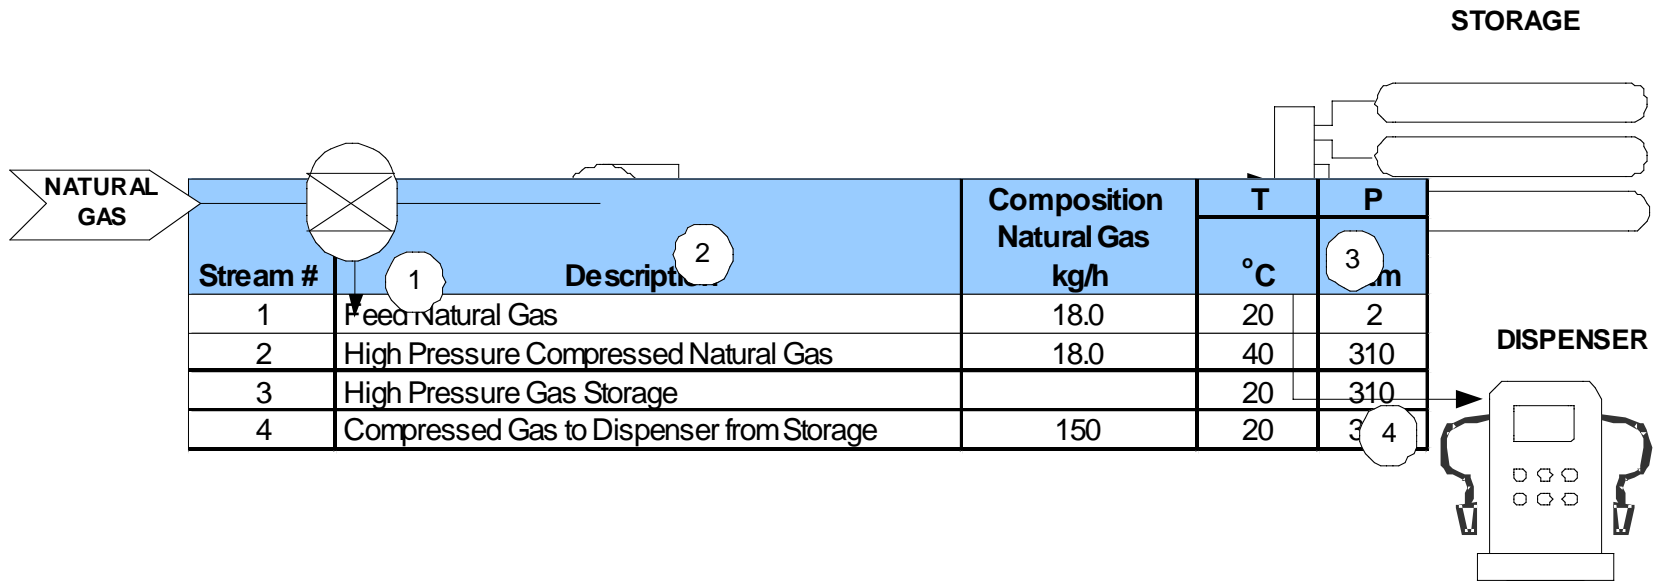 STORAGE
NATURAL
GAS
Composition T P
Natural Gas
Stream # Description kg/h °C
1 Feed Natural Gas 18.0 20 2
2 High Pressure Compressed Natural Gas 18.0 40 310
3 High Pressure Gas Storage 20 310
4 Compressed Gas to Dispenser from Storage 150 20
1
2
3
4
DISPENSER